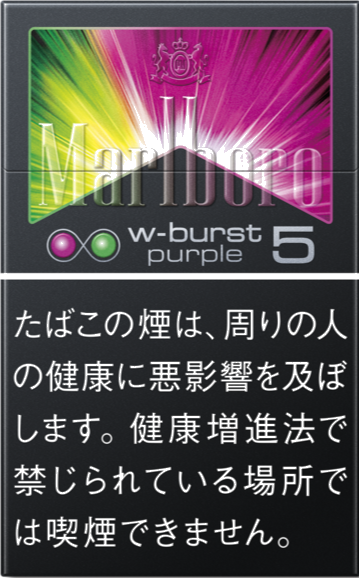 Marlboro
w-burst 5
purple
たばこの煙は、周りの人
の健康に悪影響を及ぼ
します。健康増進法で
禁じられている場所で
は喫煙できません。